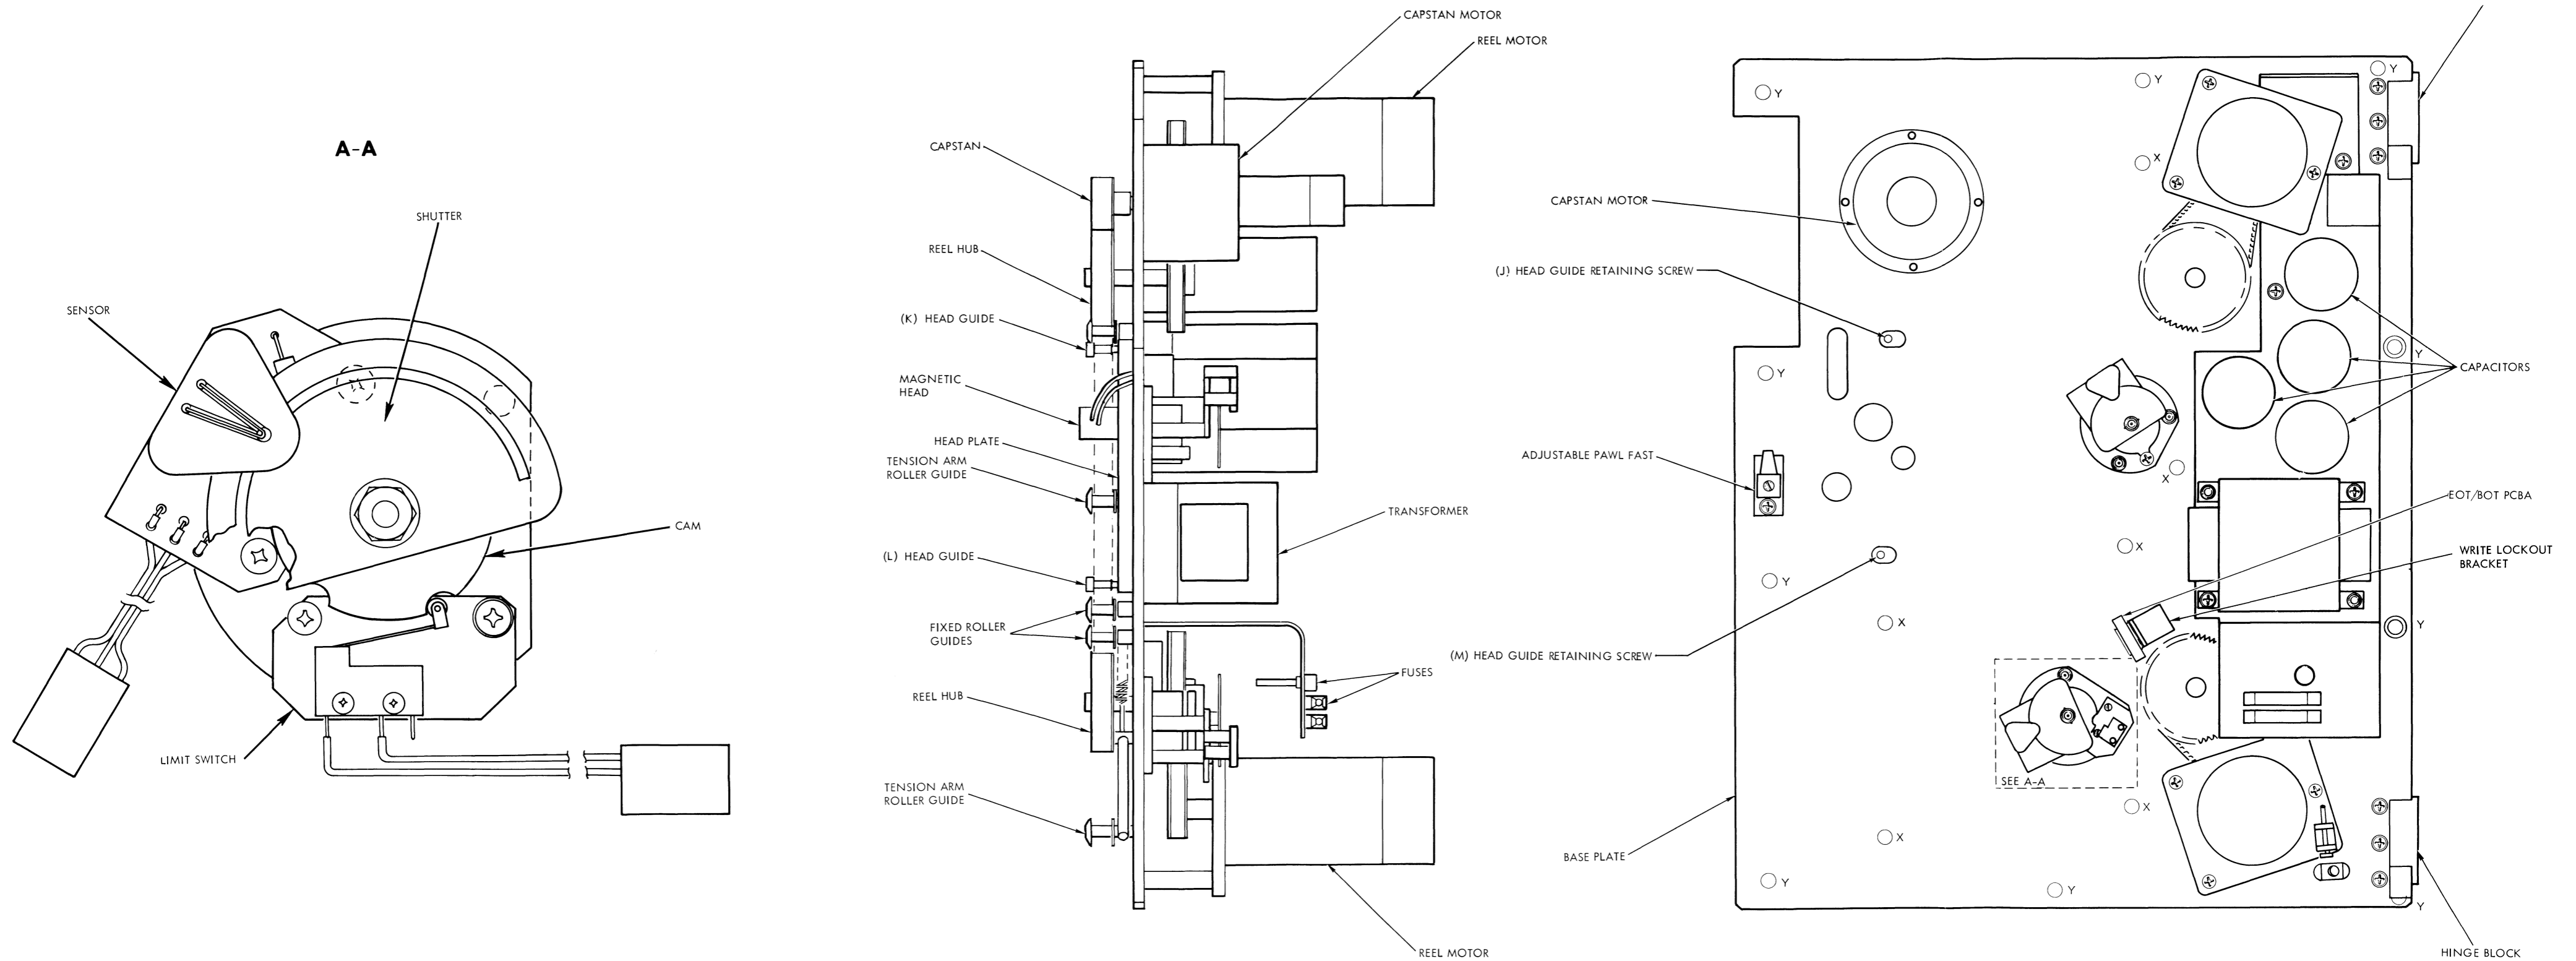 A-A
SHUTTER
SENSOR
CAM
LIMIT SWITCH
CAPSTAN MOTOR
REEL MOTOR
CAPSTAN
REEL HUB
(K) HEAD GUIDE
MAGNETIC
HEAD
HEAD PLATE
TENSION ARM
ROLLER GUIDE
TRANSFORMER
(L) HEAD GUIDE
FIXED ROLLER
GUIDES
FUSES
REEL HUB
TENSION ARM
ROLLER GUIDE
REEL MOTOR
Y
Y
Y
X
CAPSTAN MOTOR
(J) HEAD GUIDE RETAINING SCREW
Y
Y
CAPACITORS
ADJUSTABLE PAWL FAST
X
EOT/BOT PCBA
X
WRITE LOCKOUT
BRACKET
Y
X
Y
(M) HEAD GUIDE RETAINING SCREW
SEE A-A
X
X
BASE PLATE
Y
Y
Y
HINGE BLOCK